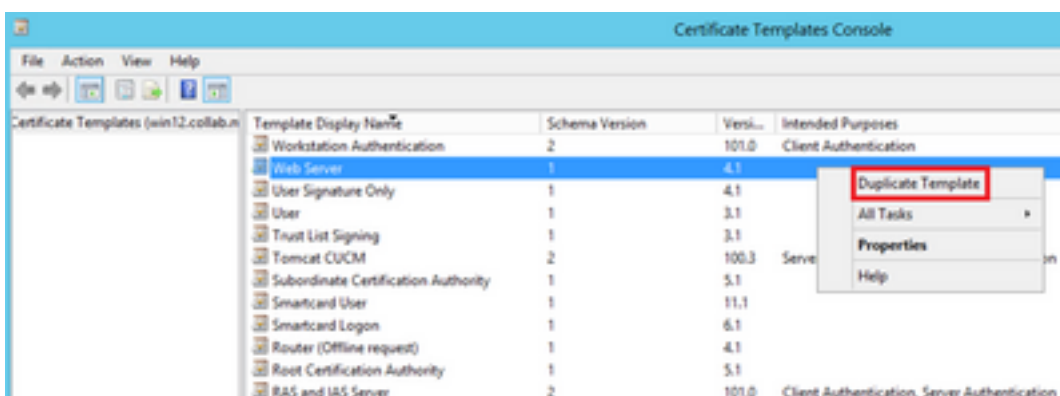 Certificate Templates Console
File Action View Help
Certificate Templates (win12.collab.m
Template Display Name Schema Version Versi... Intended Purposes
Workstation Authentication 2 101.0 Client Authentication
Web Server 1 4.1
User Signature Only 1 4.1
User 1 3.1
Trust List Signing 1 3.1
Tomcat CUCM 2 100.3 Serve on
Subordinate Certification Authority 1 5.1
Smartcard User 1 11.1
Smartcard Logon 1 6.1
Router (Offline request) 1 4.1
Root Certification Authority 1 5.1
RAS and IAS Server 2 101.0 Client Authentication, Server Authentication
Duplicate Template
All Tasks
Properties
Help